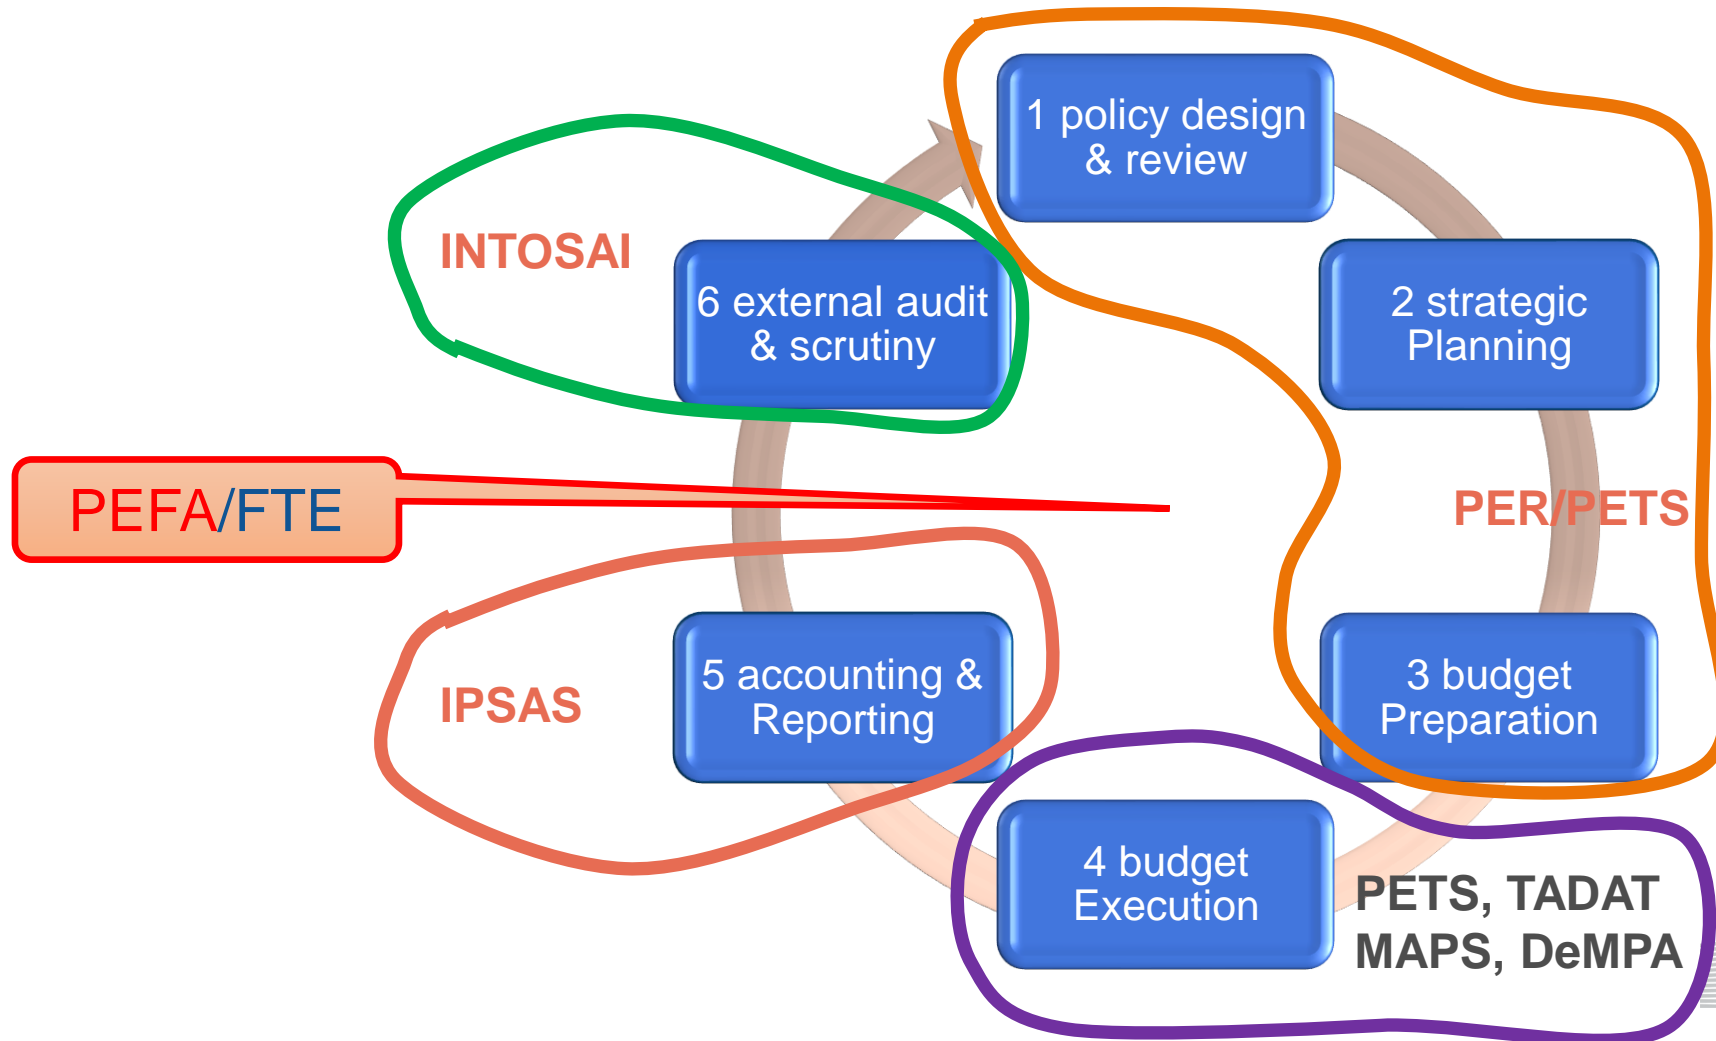 1 policy design
& review
INTOSAI
6 external audit
& scrutiny
2 strategic
Planning
PEFA/FTE
PER/PETS
IPSAS
5 accounting &
Reporting
3 budget
Preparation
4 budget
Execution
PETS, TADAT
MAPS, DeMPA